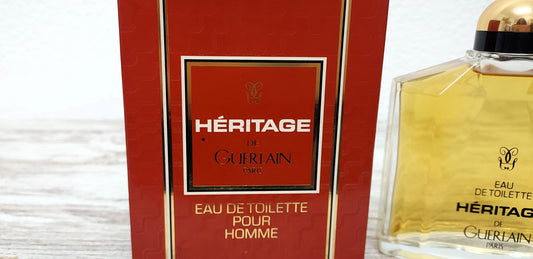 HÉRITAGE
DE
GUERLAIN
PARIS
EAU DE TOILETTE
POUR
HOMME
EAU
DE TOILETTE
HÉRITAGE
DE
GUERLAIN
PARIS